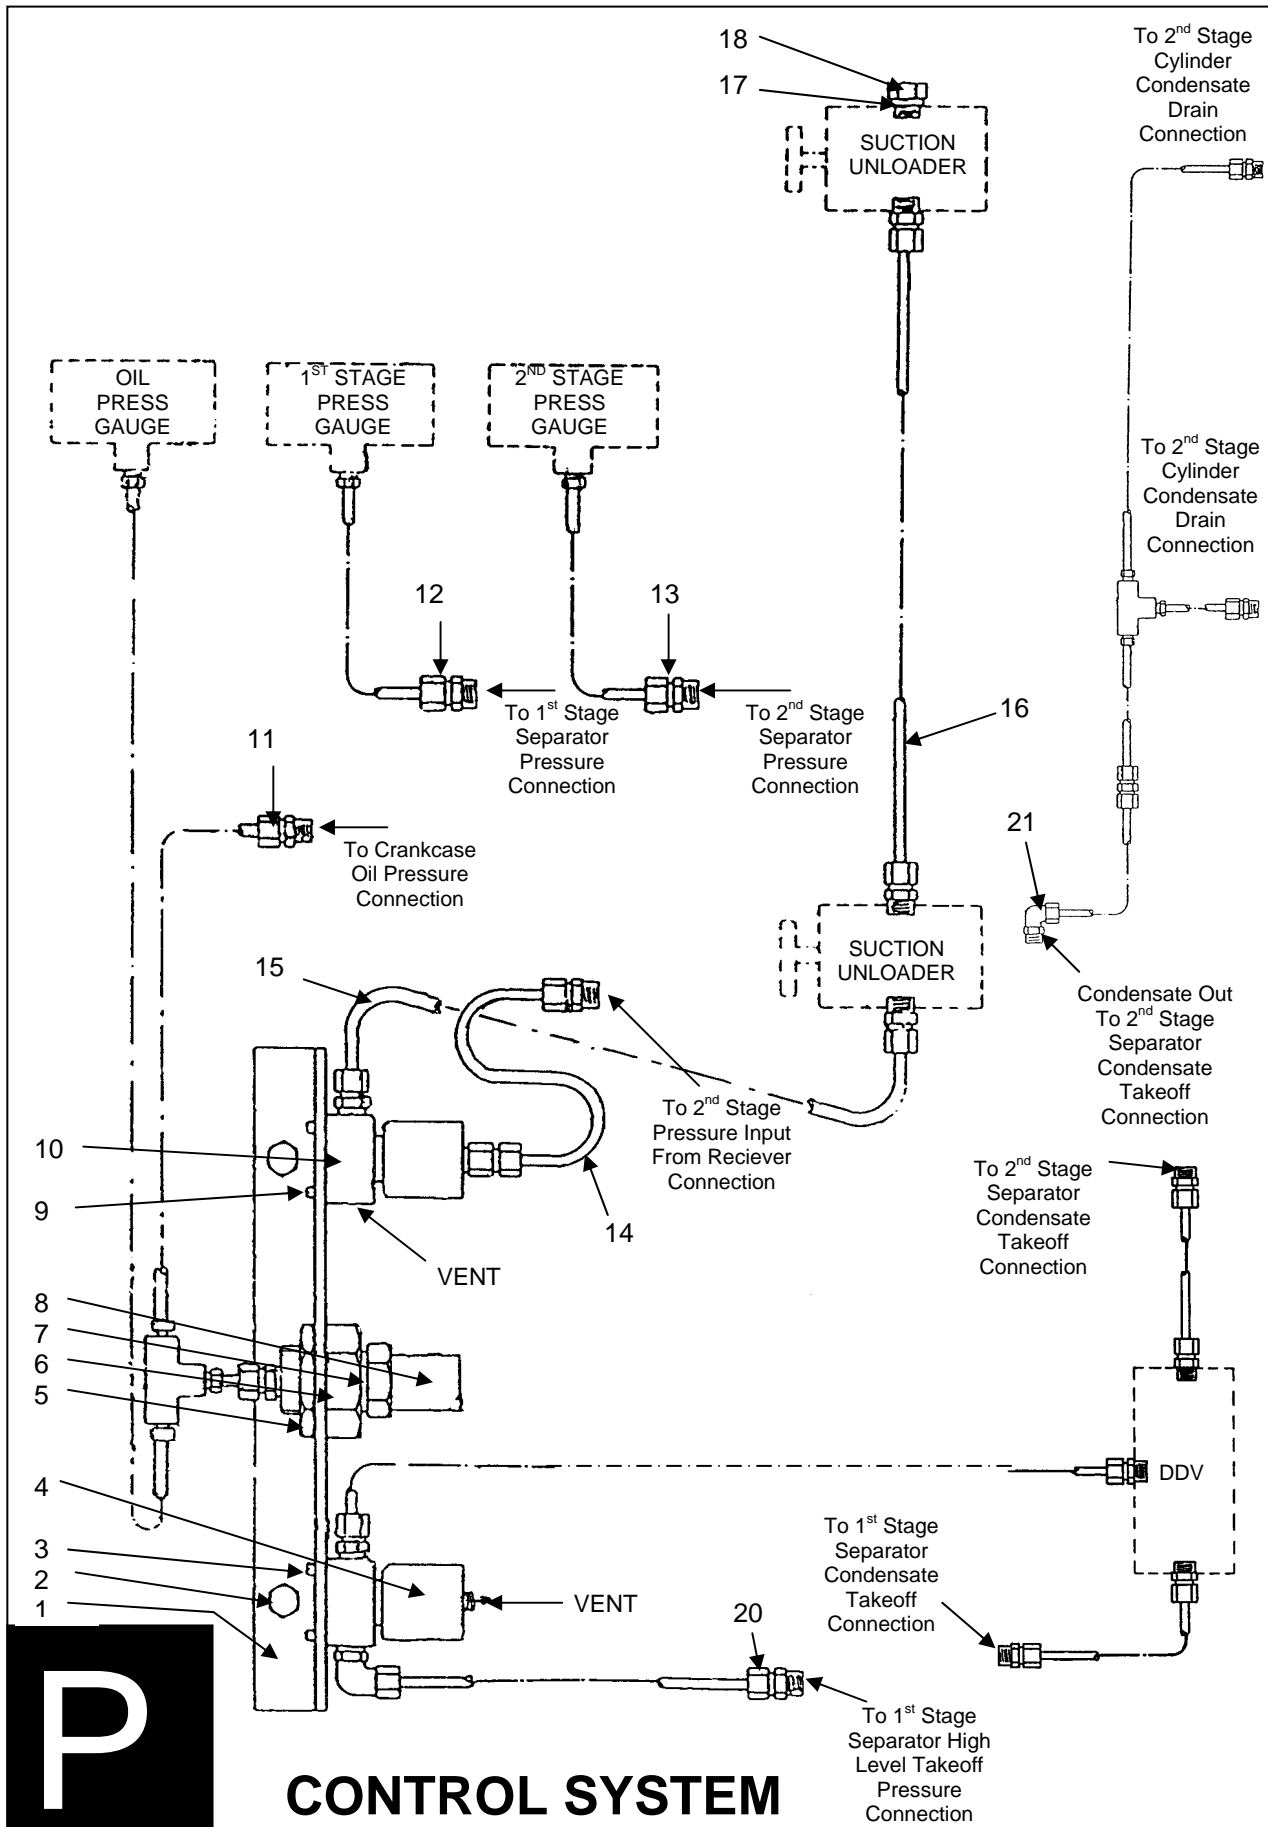 18
17
SUCTION
UNLOADER
To 2nd Stage
Cylinder
Condensate
Drain
Connection
OIL
PRESS
GAUGE
1ST STAGE
PRESS
GAUGE
2ND STAGE
PRESS
GAUGE
To 2nd Stage
Cylinder
Condensate
Drain
Connection
12
13
To 1st Stage
Separator
Pressure
Connection
To 2nd Stage
Separator
Pressure
Connection
16
11
To Crankcase
Oil Pressure
Connection
21
SUCTION
UNLOADER
15
Condensate Out
To 2nd Stage
Separator
Condensate
Takeoff
Connection
To 2nd Stage
Pressure Input
From Reciever
Connection
10
9
14
VENT
To 2nd Stage
Separator
Condensate
Takeoff
Connection
8
7
6
5
4
DDV
3
2
1
VENT
To 1st Stage
Separator
Condensate
Takeoff
Connection
20
To 1st Stage
Separator High
Level Takeoff
Pressure
Connection
P
CONTROL SYSTEM